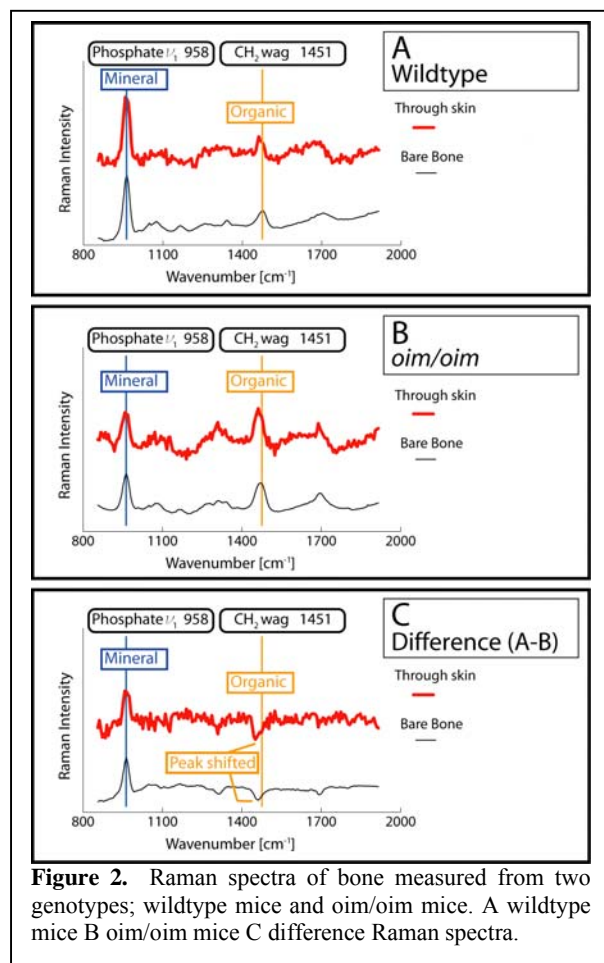 Phosphate ν₁ 958 CH₂ wag 1451
A
Wildtype
Mineral
Organic
Through skin
Bare Bone
Raman Intensity
800 1100 1400 1700 2000
Wavenumber [cm⁻¹]
Phosphate ν₁ 958 CH₂ wag 1451
B
oim/oim
Mineral
Organic
Through skin
Bare Bone
Raman Intensity
800 1100 1400 1700 2000
Wavenumber [cm⁻¹]
Phosphate ν₁ 958 CH₂ wag 1451
C
Difference (A-B)
Mineral
Organic
Through skin
Bare Bone
Peak shifted
Raman Intensity
800 1100 1400 1700 2000
Wavenumber [cm⁻¹]
Figure 2. Raman spectra of bone measured from two
genotypes; wildtype mice and oim/oim mice. A wildtype
mice B oim/oim mice C difference Raman spectra.